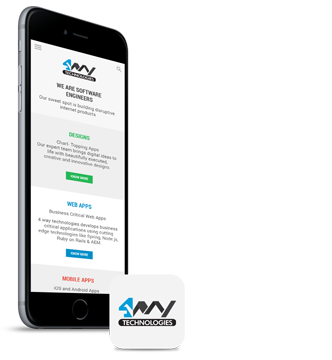 4way
TECHNOLOGIES
WE ARE SOFTWARE
ENGINEERS
Our sweet spot is building disruptive
internet products
DESIGNS
Chart- Topping Apps
Our expert team brings digital ideas to
life with beautifully executed,
creative and innovative designs
KNOW MORE
WEB APPS
Business Critical Web Apps
4 way technologies develops business
critical applications using cutting
edge technologies like Spring, Node js,
Ruby on Rails & AEM.
KNOW MORE
MOBILE APPS
iOS and Android Apps
4way
TECHNOLOGIES